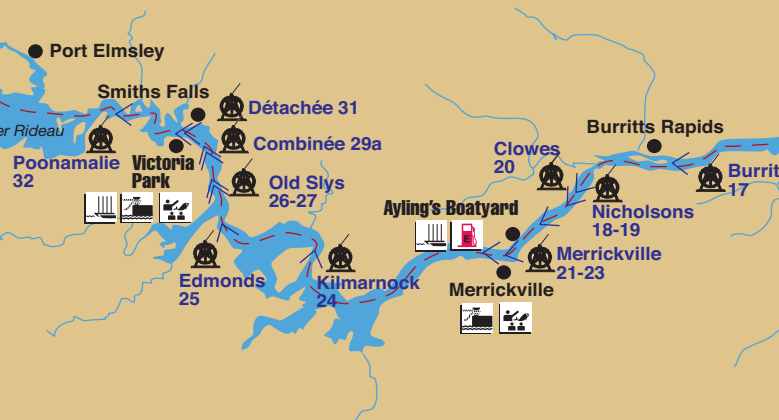 Port Elmsley
Smiths Falls
Détachée 31
er Rideau
Combinée 29a
Poonamalie
32
Victoria
Park
Old Slys
26-27
Edmonds
25
Kilmarnock
24
Ayling's Boatyard
E
Merrickville
Merrickville
21-23
Clowes
20
Nicholsons
18-19
Burritts Rapids
Burrit
17